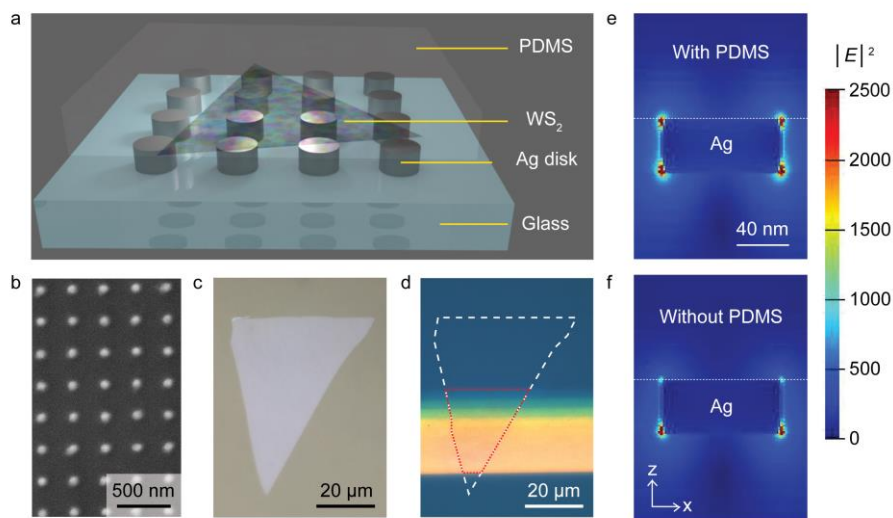 a
PDMS
WS₂
Ag disk
Glass
b
500 nm
c
20 µm
d
20 µm
e
With PDMS
Ag
40 nm
f
Without PDMS
Ag
z
x
|E|²
2500
2000
1500
1000
500
0